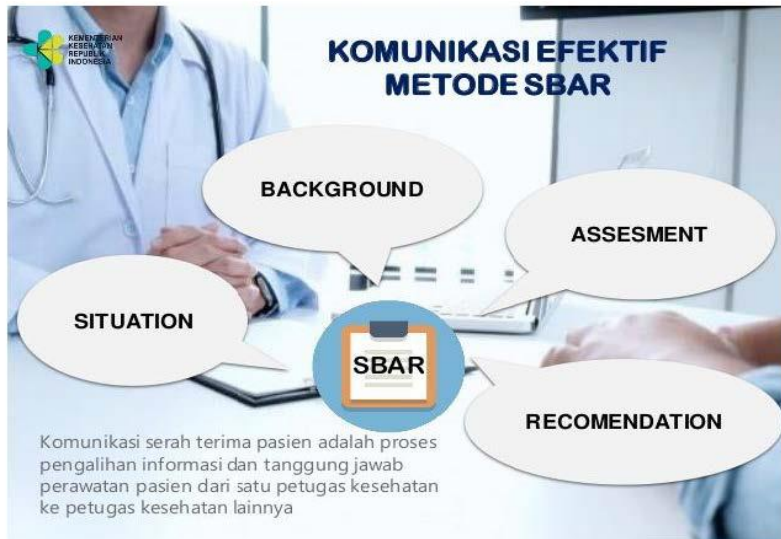 KEMENTERIAN
KESEHATAN
REPUBLIK
INDONESIA
KOMUNIKASI EFEKTIF
METODE SBAR
BACKGROUND
ASSESMENT
SITUATION
SBAR
RECOMENDATION
Komunikasi serah terima pasien adalah proses
pengalihan informasi dan tanggung jawab
perawatan pasien dari satu petugas kesehatan
ke petugas kesehatan lainnya